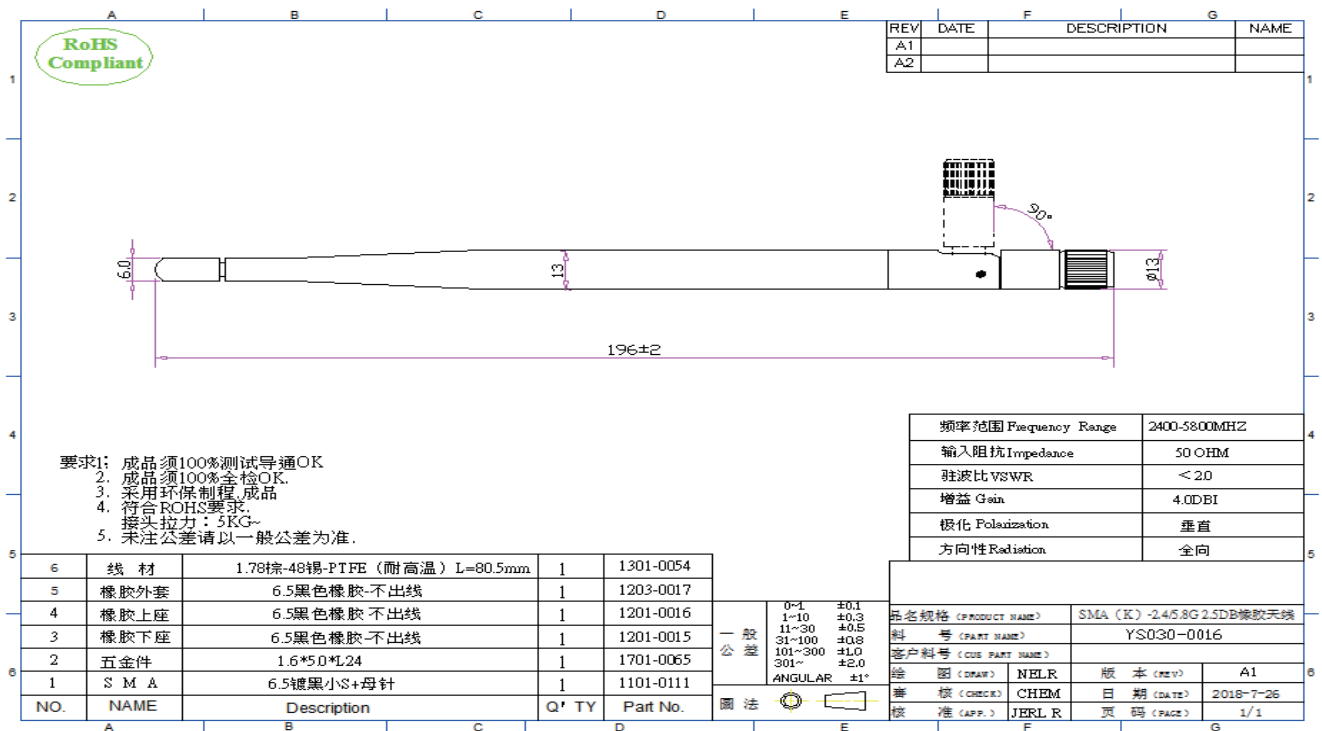 A B C D E F G
RoHS
Compliant
REV DATE DESCRIPTION NAME
A1
A2
1 1
2 2
90°
6.0 13 ø13
3 3
196±2
4 4
频率范围 Frequency Range 2400-5800MHZ
输入阻抗 Impedance 50 OHM
驻波比 VSWR <2.0
增益 Gain 4.0DBI
极化 Polarization 垂直
方向性 Radiation 全向
要求1; 成品须100%测试导通OK
2. 成品须100%全检OK.
3. 采用环保制程,成品
4. 符合ROHS要求.
接头拉力：5KG~
5. 未注公差请以一般公差为准.
5 5
6 线 材 1.78棕-48锡-PTFE（耐高温）L=80.5mm 1 1301-0054
5 橡胶外套 6.5黑色橡胶-不出线 1 1203-0017
4 橡胶上座 6.5黑色橡胶-不出线 1 1201-0016
3 橡胶下座 6.5黑色橡胶-不出线 1 1201-0015
2 五金件 1.6*5.0*L24 1 1701-0065
1 S M A 6.5镀黑小S+母针 1 1101-0111
NO. NAME Description Q' TY Part No.
6 6
一 般
公 差
0~1 ±0.1
1~10 ±0.3
11~30 ±0.5
31~100 ±0.8
101~300 ±1.0
301~ ±2.0
ANGULAR ±1°
圖 法
品名规格 (PRODUCT NAME) SMA（K）-2.4/5.8G 2.5DB橡胶天线
料 号 (PART NAME) YS030-0016
客户料号 (CUS PART NAME)
绘 图 (DRAW) NELR 版 本 (REV) A1
审 核 (CHECK) CHEM 日 期 (DATE) 2018-7-26
核 准 (APP.) JERL R 页 码 (PAGE) 1/1
A B C D E F G